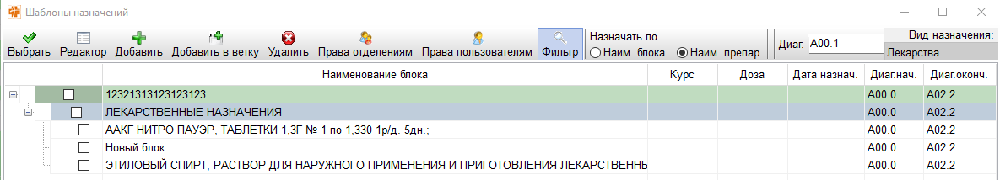 Шаблоны назначений
Выбрать Редактор Добавить Добавить в ветку Удалить Права отделениям Права пользователям Фильтр
Назначать по
Наим. блока Наим. препар.
Диаг. A00.1
Вид назначения:
Лекарства
Наименование блока Курс Доза Дата назнач. Диаг.нач. Диаг.оконч.
12321313123123123 A00.0 A02.2
ЛЕКАРСТВЕННЫЕ НАЗНАЧЕНИЯ A00.0 A02.2
ААКГ НИТРО ПАУЭР, ТАБЛЕТКИ 1,3Г № 1 по 1,330 1р/д. 5дн.; A00.0 A02.2
Новый блок A00.0 A02.2
ЭТИЛОВЫЙ СПИРТ, РАСТВОР ДЛЯ НАРУЖНОГО ПРИМЕНЕНИЯ И ПРИГОТОВЛЕНИЯ ЛЕКАРСТВЕННЫ A00.0 A02.2